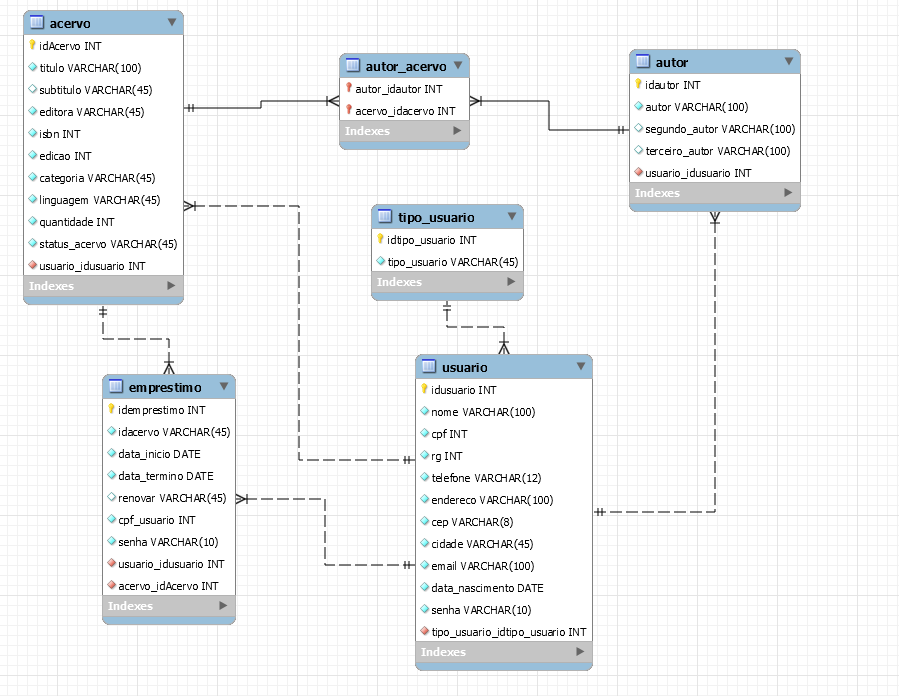 acervo
idAcervo INT
titulo VARCHAR(100)
subtitulo VARCHAR(45)
editora VARCHAR(45)
isbn INT
edicao INT
categoria VARCHAR(45)
linguagem VARCHAR(45)
quantidade INT
status_acervo VARCHAR(45)
usuario_idusuario INT
Indexes
autor_acervo
autor_idautor INT
acervo_idacervo INT
Indexes
autor
idautor INT
autor VARCHAR(100)
segundo_autor VARCHAR(100)
terceiro_autor VARCHAR(100)
usuario_idusuario INT
Indexes
tipo_usuario
idtipo_usuario INT
tipo_usuario VARCHAR(45)
Indexes
emprestimo
idemprestimo INT
idacervo VARCHAR(45)
data_inicio DATE
data_termino DATE
renovar VARCHAR(45)
cpf_usuario INT
senha VARCHAR(10)
usuario_idusuario INT
acervo_idAcervo INT
Indexes
usuario
idusuario INT
nome VARCHAR(100)
cpf INT
rg INT
telefone VARCHAR(12)
endereco VARCHAR(100)
cep VARCHAR(8)
cidade VARCHAR(45)
email VARCHAR(100)
data_nascimento DATE
senha VARCHAR(10)
tipo_usuario_idtipo_usuario INT
Indexes